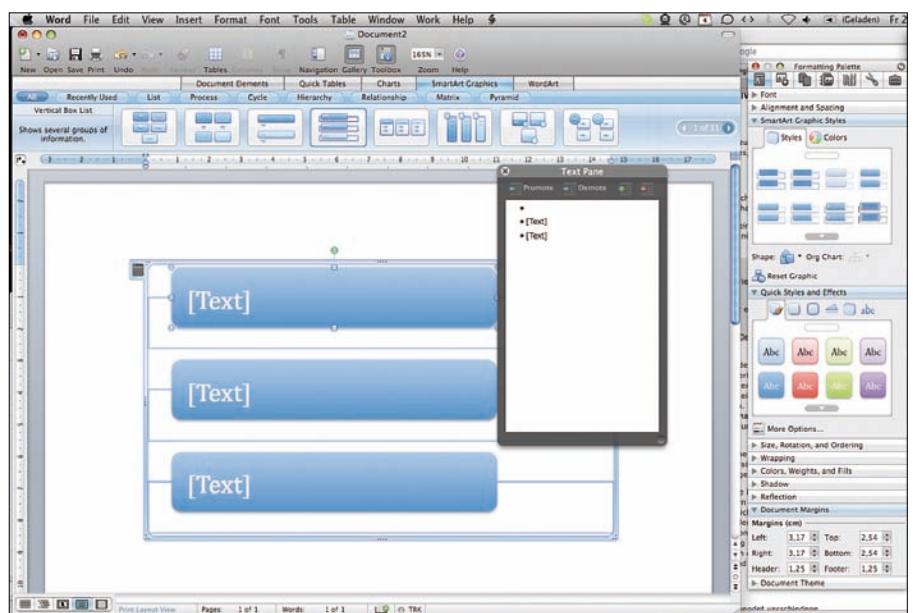 Word File Edit View Insert Format Font Tools Table Window Work Help
(Geladen) Fr 2
Document2
165%
New Open Save Print Undo Tables Navigation Gallery Toolbox Zoom Help
Document Elements Quick Tables Charts SmartArt Graphics WordArt
All Recently Used List Process Cycle Hierarchy Relationship Matrix Pyramid
Vertical Box List
Shows several groups of
information.
1 of 11
Text Pane
Promote Demote
[Text]
[Text]
[Text]
[Text]
[Text]
Print Layout View Pages: 1 of 1 Words: 1 of 1 TRK
Formatting Palette
Font
Alignment and Spacing
SmartArt Graphic Styles
Styles Colors
Shape: Org Chart:
Reset Graphic
Quick Styles and Effects
abc
Abc Abc Abc Abc
Abc Abc Abc Abc
More Options...
Size, Rotation, and Ordering
Wrapping
Colors, Weights, and Fills
Shadow
Reflection
Document Margins
Margins (cm)
Left: 3,17 Top: 2,54
Right: 3,17 Bottom: 2,54
Header: 1,25 Footer: 1,25
Document Theme